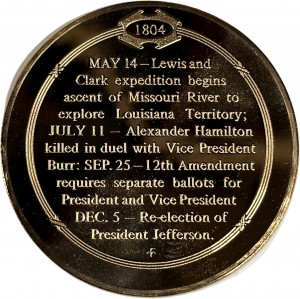 1804
MAY 14—Lewis and
Clark expedition begins
ascent of Missouri River to
explore Louisiana Territory;
JULY 11 — Alexander Hamilton
killed in duel with Vice President
Burr: SEP. 25—12th Amendment
requires separate ballots for
President and Vice President
DEC. 5 — Re-election of
President Jefferson.